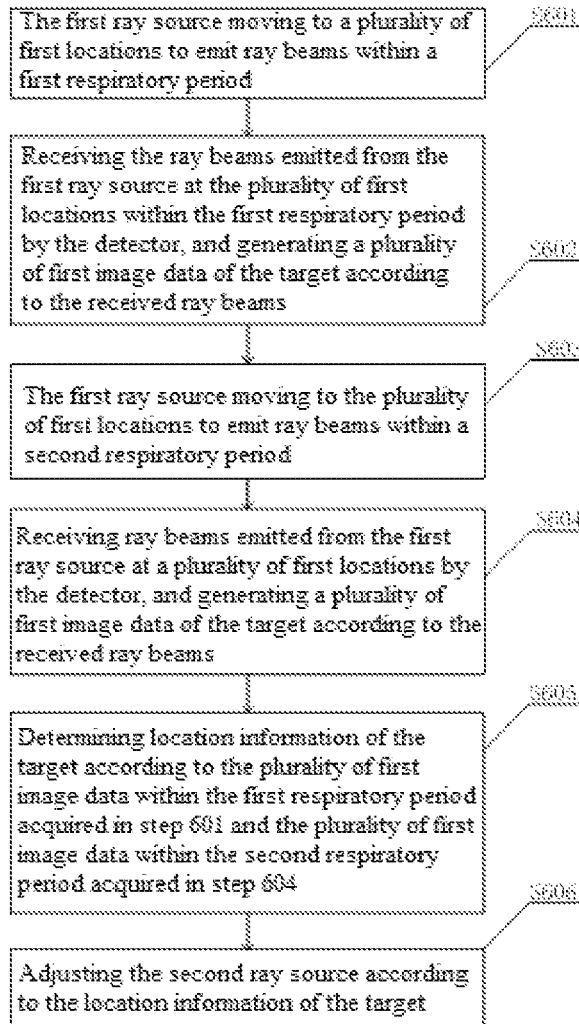 The first ray source moving to a plurality of
first locations to emit ray beams within a
first respiratory period
S601
Receiving the ray beams emitted from the
first ray source at the plurality of first
locations within the first respiratory period
by the detector, and generating a plurality
of first image data of the target according
to the received ray beams
S602
The first ray source moving to the plurality
of first locations to emit ray beams within a
second respiratory period
S603
Receiving ray beams emitted from the first
ray source at a plurality of first locations by
the detector, and generating a plurality of
first image data of the target according to the
received ray beams
S604
Determining location information of the
target according to the plurality of first
image data within the first respiratory period
acquired in step 601 and the plurality of first
image data within the second respiratory
period acquired in step 604
S605
Adjusting the second ray source according
to the location information of the target
S606